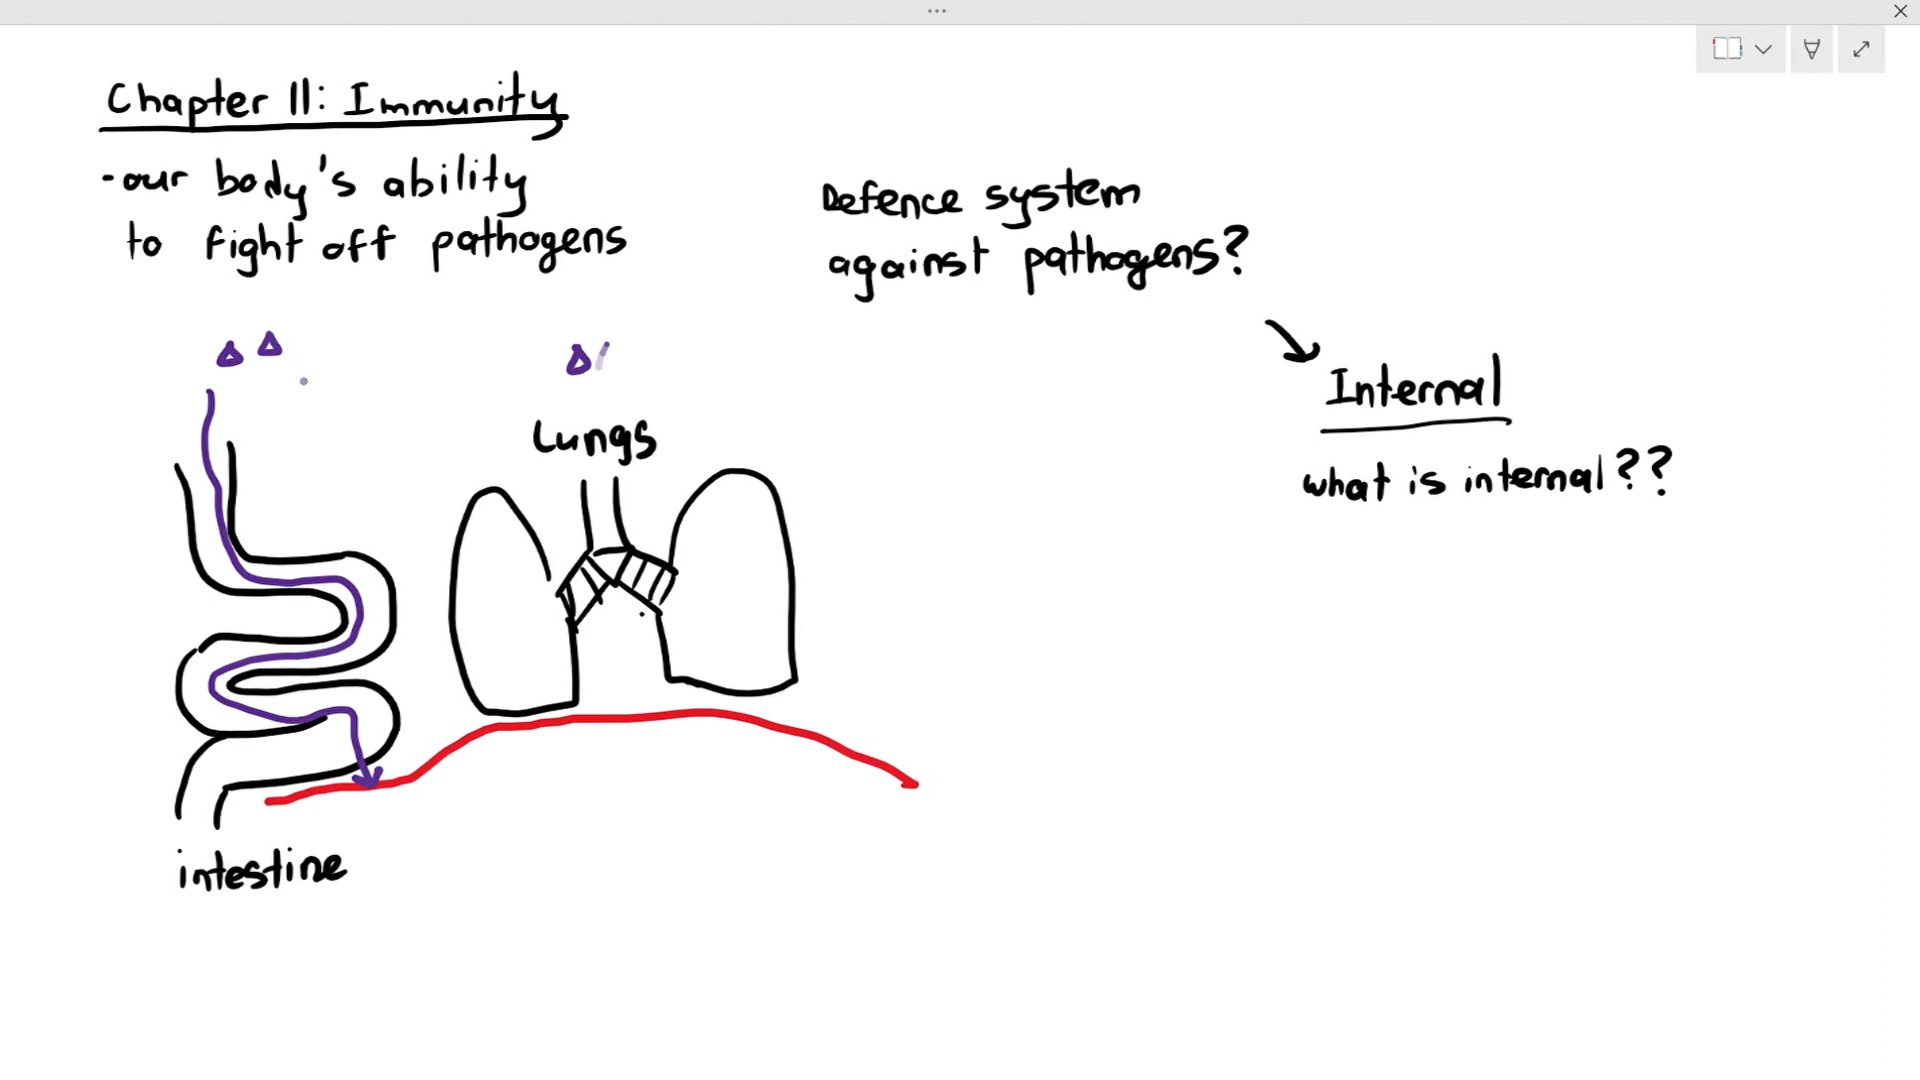 Chapter 11: Immunity
-our body's ability
to fight off pathogens
Defence system
against pathogens?
Internal
what is internal??
Lungs
intestine